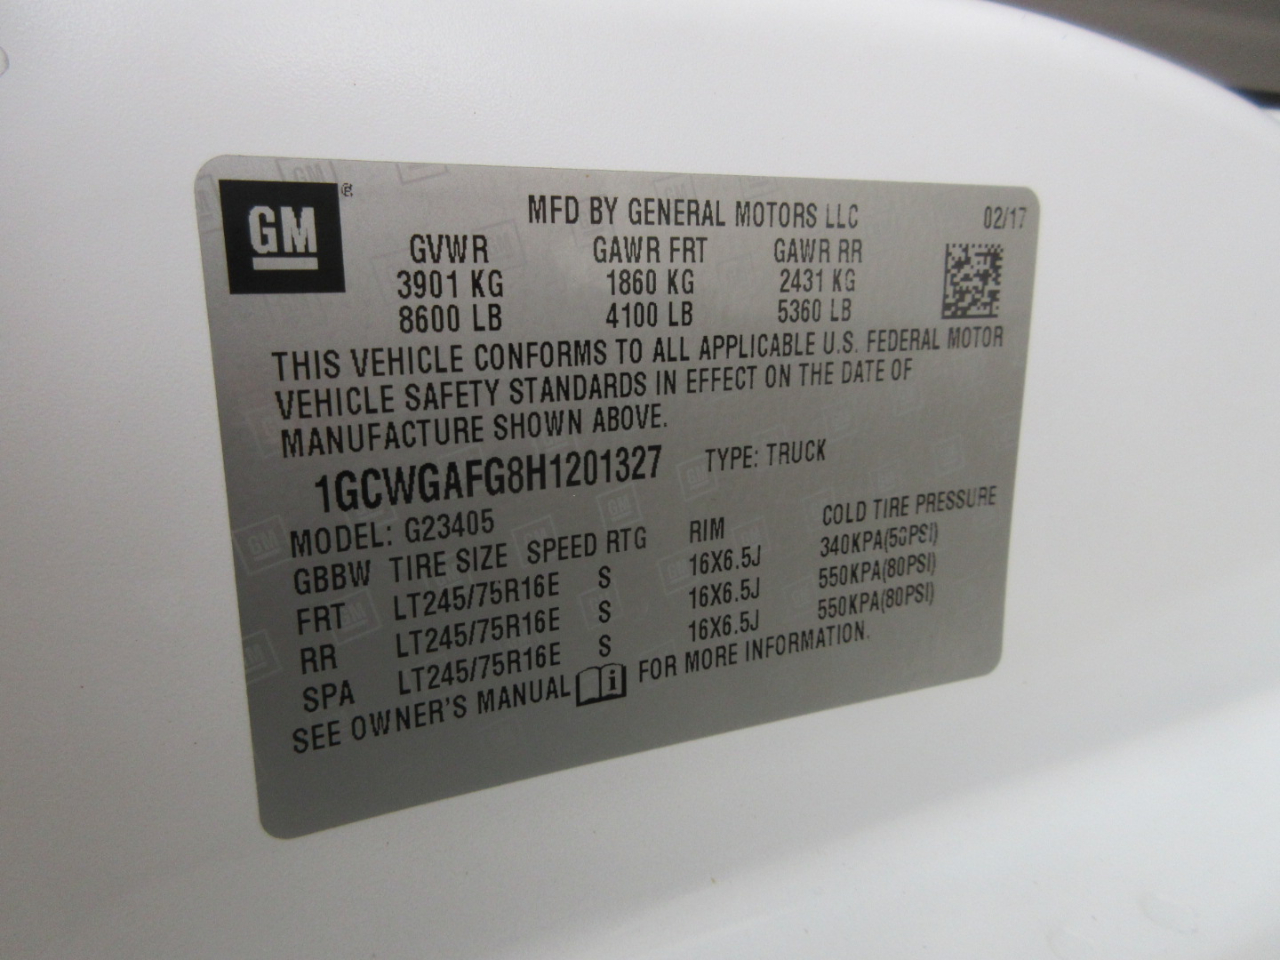 GM ®
MFD BY GENERAL MOTORS LLC 02/17
GVWR GAWR FRT GAWR RR
3901 KG 1860 KG 2431 KG
8600 LB 4100 LB 5360 LB
THIS VEHICLE CONFORMS TO ALL APPLICABLE U.S. FEDERAL MOTOR
VEHICLE SAFETY STANDARDS IN EFFECT ON THE DATE OF
MANUFACTURE SHOWN ABOVE.
1GCWGAFG8H1201327 TYPE: TRUCK
MODEL: G23405
GBBW TIRE SIZE SPEED RTG RIM COLD TIRE PRESSURE
FRT LT245/75R16E S 16X6.5J 340KPA(50PSI)
RR LT245/75R16E S 16X6.5J 550KPA(80PSI)
SPA LT245/75R16E S 16X6.5J 550KPA(80PSI)
SEE OWNER'S MANUAL i FOR MORE INFORMATION.